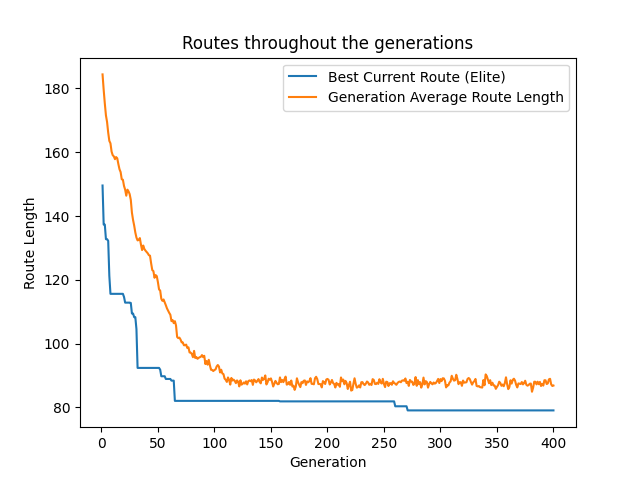 Routes throughout the generations
Best Current Route (Elite)
Generation Average Route Length
Route Length
180
160
140
120
100
80
0 50 100 150 200 250 300 350 400
Generation